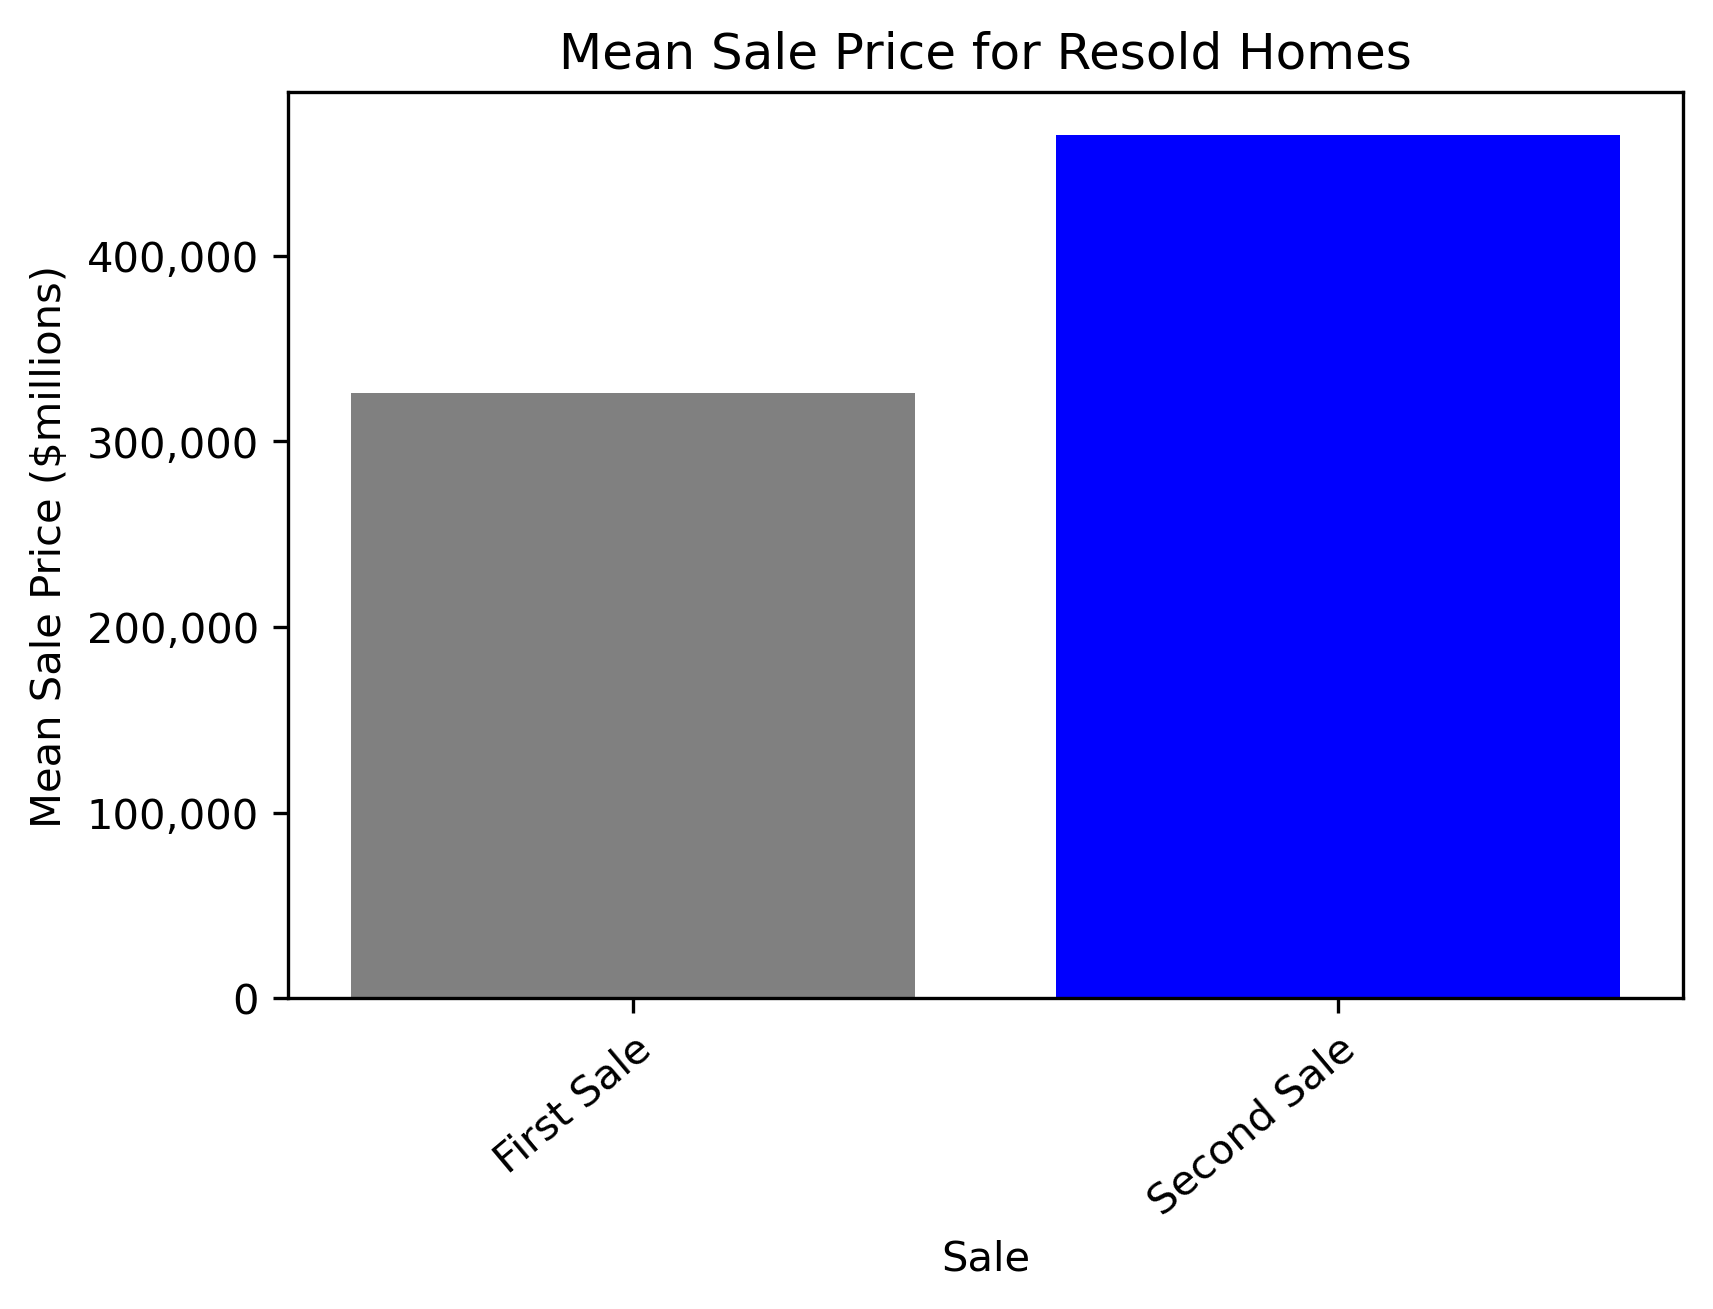 Mean Sale Price for Resold Homes
Mean Sale Price ($millions)
400,000
300,000
200,000
100,000
0
First Sale
Second Sale
Sale